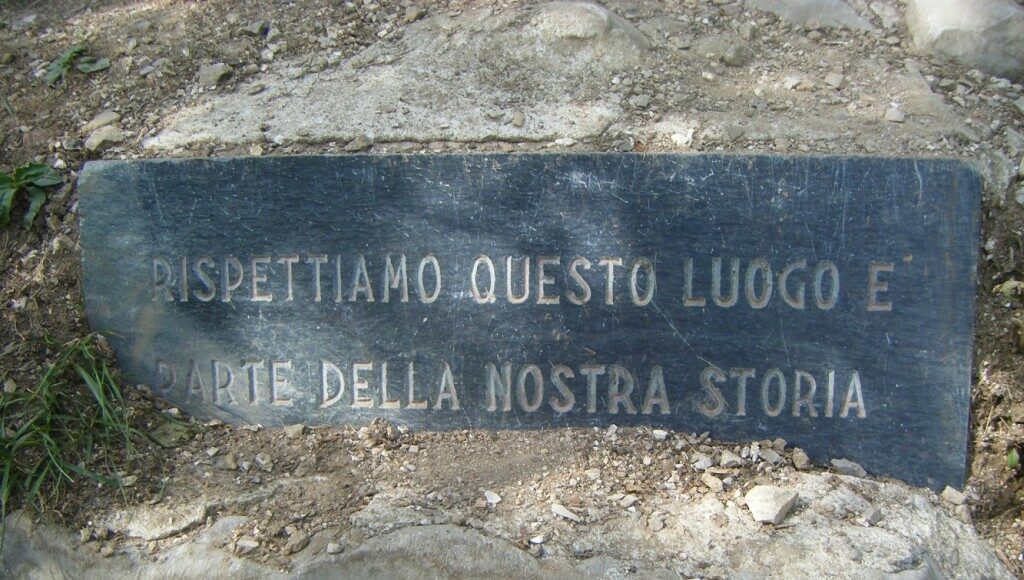 RISPETTIAMO QUESTO LUOGO E'
PARTE DELLA NOSTRA STORIA